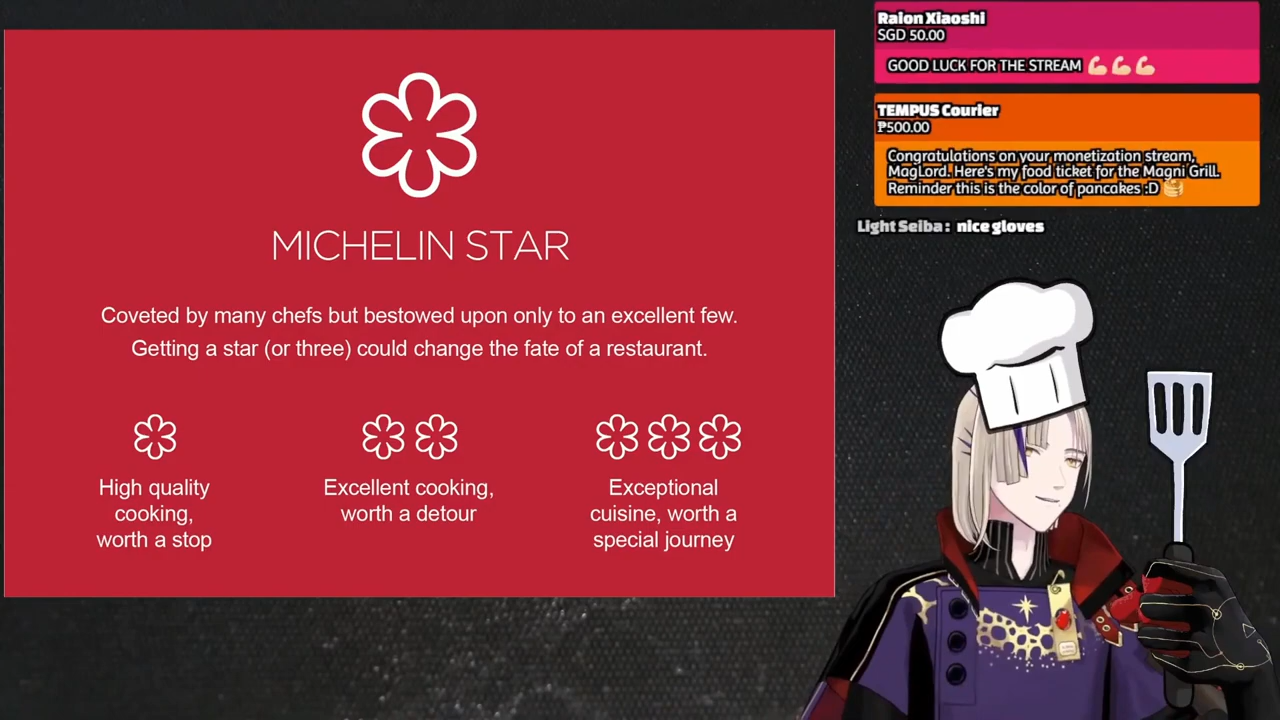 MICHELIN STAR
Coveted by many chefs but bestowed upon only to an excellent few.
Getting a star (or three) could change the fate of a restaurant.
High quality
cooking,
worth a stop
Excellent cooking,
worth a detour
Exceptional
cuisine, worth a
special journey
Raion Xiaoshi
SGD 50.00
GOOD LUCK FOR THE STREAM 💪🏻💪🏻💪🏻
TEMPUS Courier
₱500.00
Congratulations on your monetization stream,
MagLord. Here's my food ticket for the Magni Grill.
Reminder this is the color of pancakes :D 🥞
Light Seiba : nice gloves